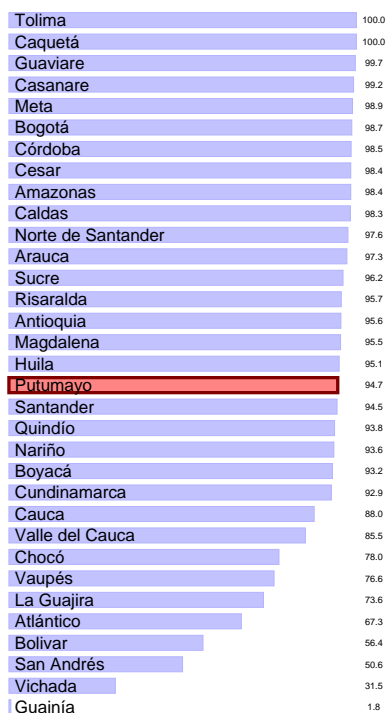 Tolima 100.0
Caquetá 100.0
Guaviare 99.7
Casanare 99.2
Meta 98.9
Bogotá 98.7
Córdoba 98.5
Cesar 98.4
Amazonas 98.4
Caldas 98.3
Norte de Santander 97.6
Arauca 97.3
Sucre 96.2
Risaralda 95.7
Antioquia 95.6
Magdalena 95.5
Huila 95.1
Putumayo 94.7
Santander 94.5
Quindío 93.8
Nariño 93.6
Boyacá 93.2
Cundinamarca 92.9
Cauca 88.0
Valle del Cauca 85.5
Chocó 78.0
Vaupés 76.6
La Guajira 73.6
Atlántico 67.3
Bolivar 56.4
San Andrés 50.6
Vichada 31.5
Guainía 1.8